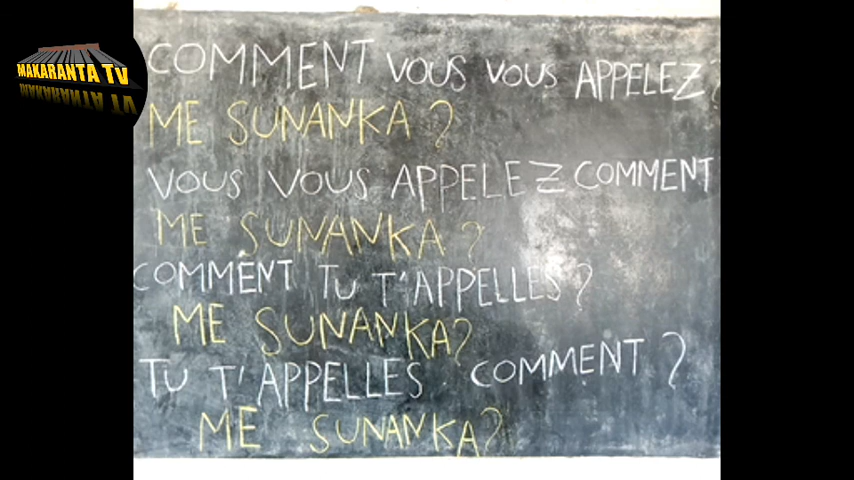 MAKARANTA TV
COMMENT VOUS VOUS APPELEZ?
ME SUNANKA?
VOUS VOUS APPELEZ COMMENT
ME SUNANKA?
COMMENT TU T'APPELLES?
ME SUNANKA?
TU T'APPELLES COMMENT?
ME SUNANKA?